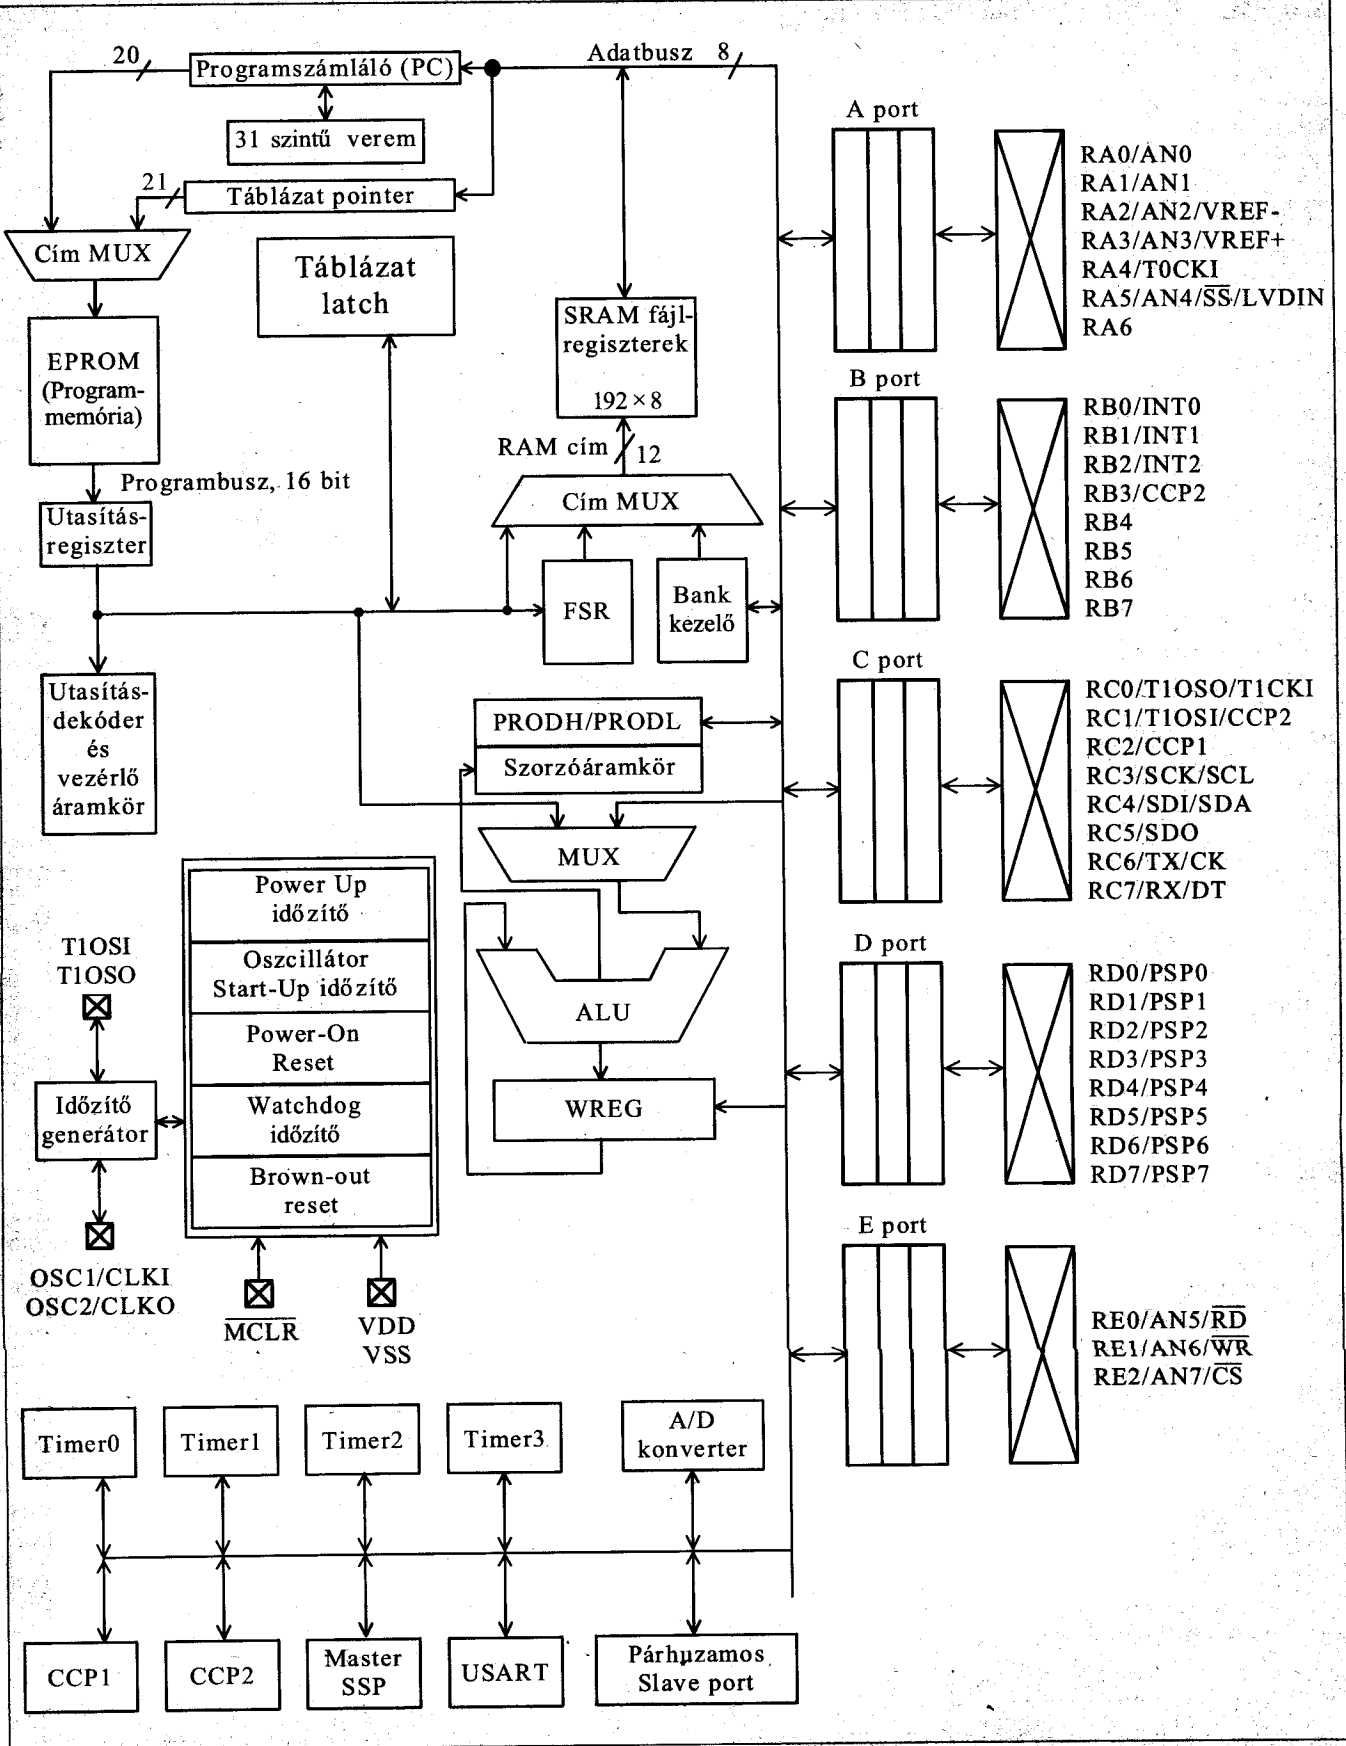 20
Programszámláló (PC)
Adatbusz 8
31 szintű verem
21
Táblázat pointer
Cím MUX
Táblázat
latch
EPROM
(Program-
memória)
SRAM fájl-
regiszterek
192 × 8
RAM cím
12
Programbusz, 16 bit
Cím MUX
Utasítás-
regiszter
FSR
Bank
kezelő
Utasítás-
dekóder
és
vezérlő
áramkör
PRODH/PRODL
Szorzóáramkör
MUX
ALU
WREG
Power Up
időzítő
Oszcillátor
Start-Up időzítő
Power-On
Reset
Watchdog
időzítő
Brown-out
reset
T1OSI
T1OSO
Időzítő
generátor
OSC1/CLKI
OSC2/CLKO
M̅C̅L̅R̅
VDD
VSS
A port
RA0/AN0
RA1/AN1
RA2/AN2/VREF-
RA3/AN3/VREF+
RA4/T0CKI
RA5/AN4/S̅S̅/LVDIN
RA6
B port
RB0/INT0
RB1/INT1
RB2/INT2
RB3/CCP2
RB4
RB5
RB6
RB7
C port
RC0/T1OSO/T1CKI
RC1/T1OSI/CCP2
RC2/CCP1
RC3/SCK/SCL
RC4/SDI/SDA
RC5/SDO
RC6/TX/CK
RC7/RX/DT
D port
RD0/PSP0
RD1/PSP1
RD2/PSP2
RD3/PSP3
RD4/PSP4
RD5/PSP5
RD6/PSP6
RD7/PSP7
E port
RE0/AN5/R̅D̅
RE1/AN6/W̅R̅
RE2/AN7/C̅S̅
Timer0
Timer1
Timer2
Timer3
A/D
konverter
CCP1
CCP2
Master
SSP
USART
Párhuzamos
Slave port